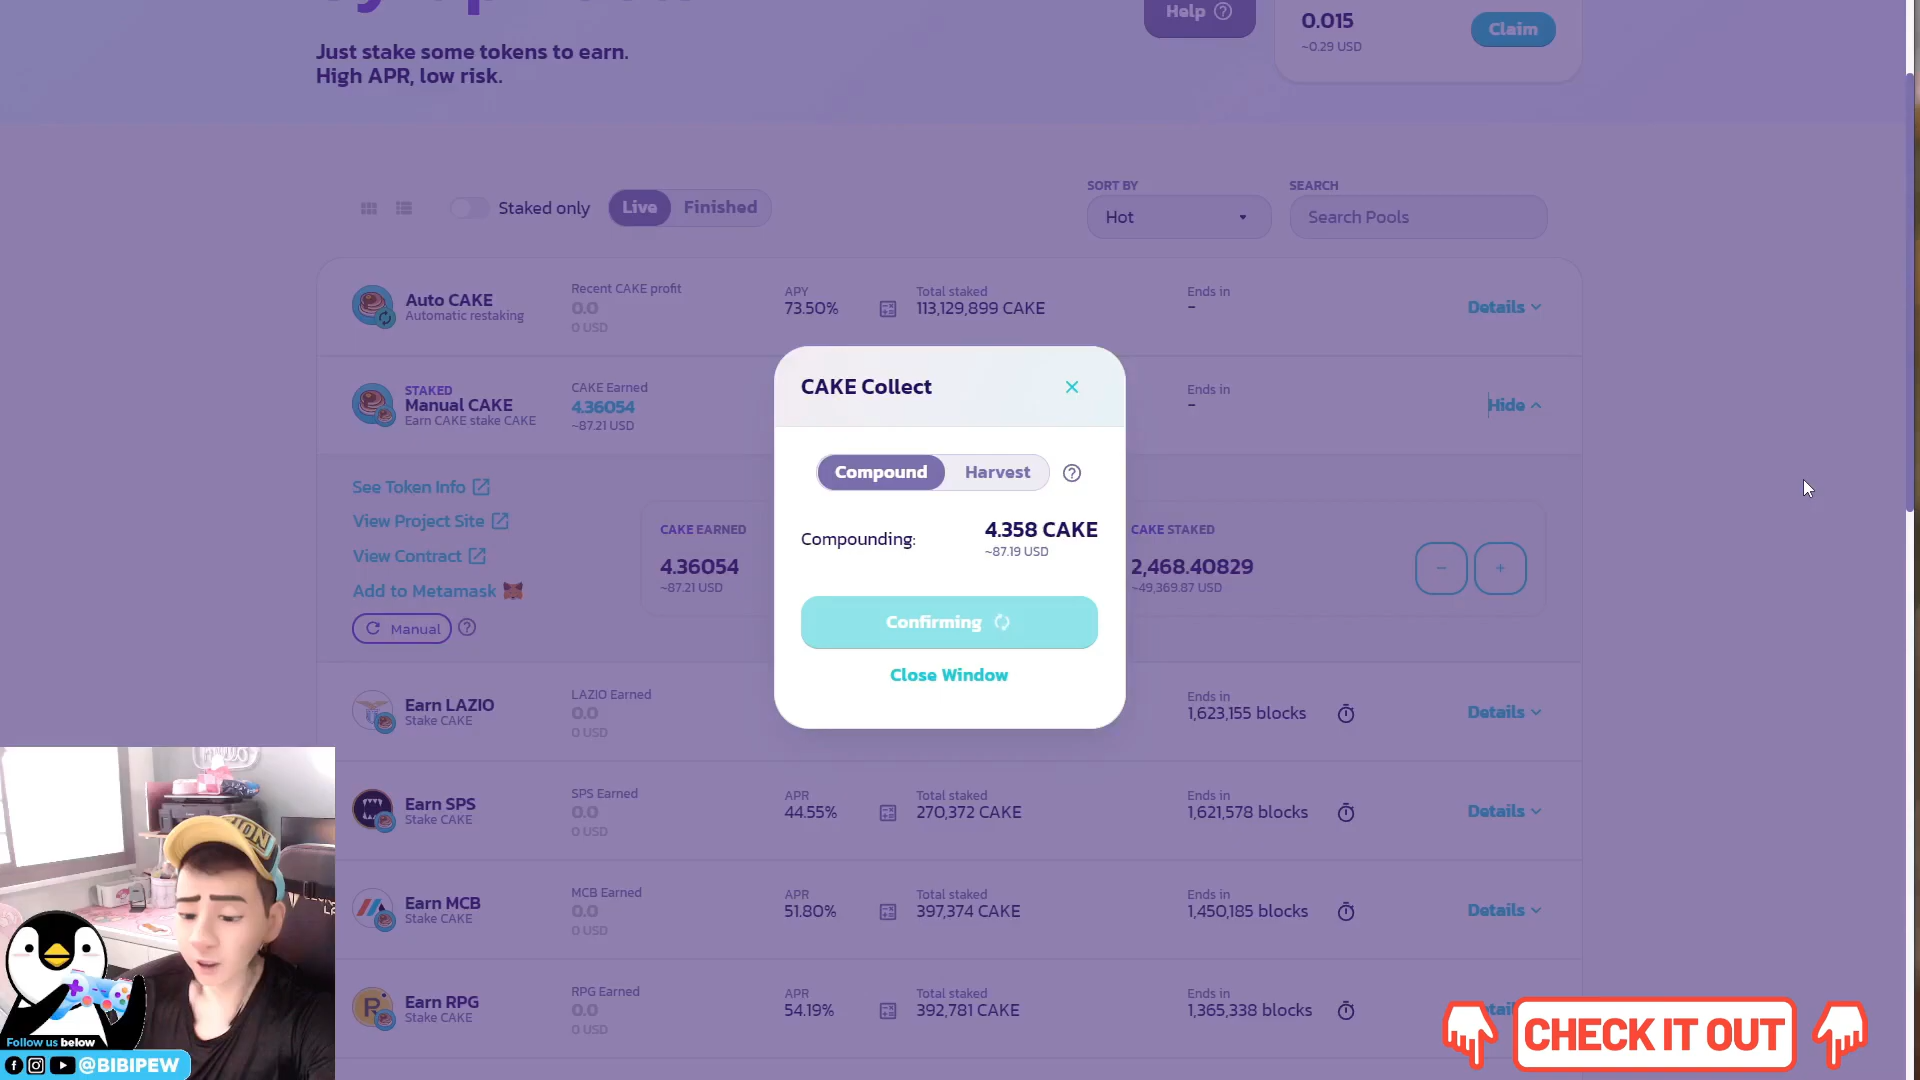 Just stake some tokens to earn.
High APR, low risk.
Help
0.015
~0.29 USD
Claim
Staked only
Live
Finished
SORT BY
Hot
SEARCH
Search Pools
Auto CAKE
Automatic restaking
Recent CAKE profit
0.0
0 USD
APY
73.50%
Total staked
113,129,899 CAKE
Ends in
-
Details
STAKED
Manual CAKE
Earn CAKE stake CAKE
CAKE Earned
4.36054
~87.21 USD
Ends in
-
Hide
CAKE Collect
Compound
Harvest
Compounding:
4.358 CAKE
~87.19 USD
Confirming
Close Window
See Token Info
View Project Site
View Contract
Add to Metamask
Manual
CAKE EARNED
4.36054
~87.21 USD
CAKE STAKED
2,468.40829
~49,369.87 USD
Earn LAZIO
Stake CAKE
LAZIO Earned
0.0
0 USD
Ends in
1,623,155 blocks
Details
Earn SPS
Stake CAKE
SPS Earned
0.0
0 USD
APR
44.55%
Total staked
270,372 CAKE
Ends in
1,621,578 blocks
Details
Earn MCB
Stake CAKE
MCB Earned
0.0
0 USD
APR
51.80%
Total staked
397,374 CAKE
Ends in
1,450,185 blocks
Details
Earn RPG
Stake CAKE
RPG Earned
0.0
0 USD
APR
54.19%
Total staked
392,781 CAKE
Ends in
1,365,338 blocks
CHECK IT OUT
Follow us below
@BIBIPEW